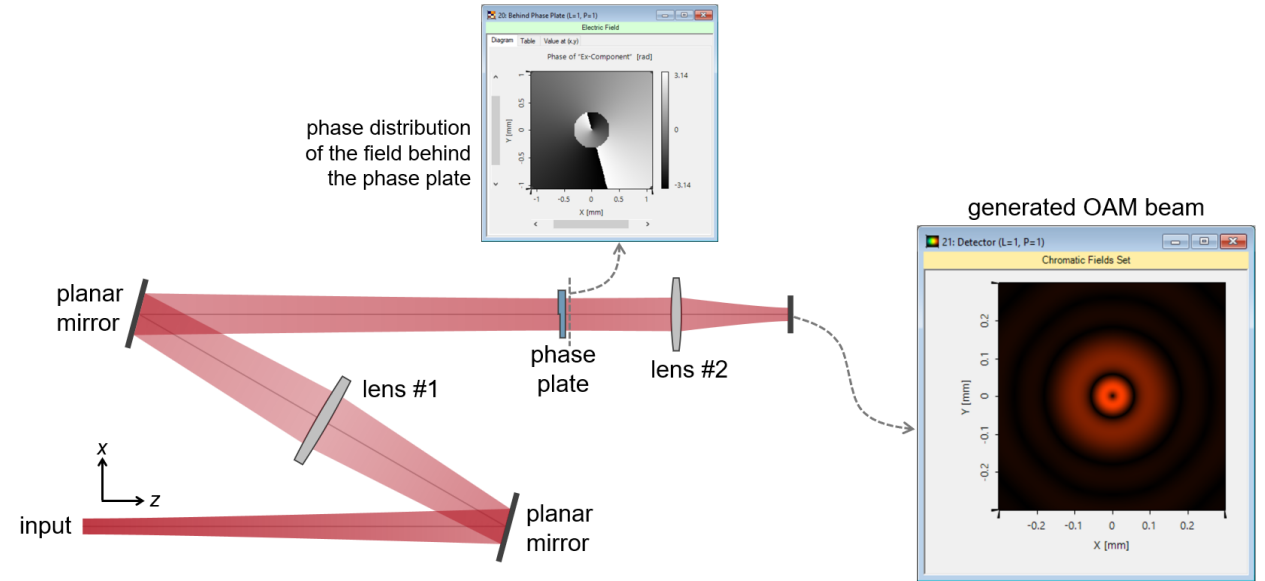 20: Behind Phase Plate (L=1, P=1)
Electric Field
Diagram Table Value at (x,y)
Phase of "Ex-Component" [rad]
3.14
0
-3.14
1
0.5
0
-0.5
-1
Y [mm]
-1 -0.5 0 0.5 1
X [mm]
phase distribution
of the field behind
the phase plate
generated OAM beam
21: Detector (L=1, P=1)
Chromatic Fields Set
0.2
0.1
0
-0.1
-0.2
Y [mm]
-0.2 -0.1 0 0.1 0.2
X [mm]
planar
mirror
phase
plate
lens #2
lens #1
x
z
input
planar
mirror